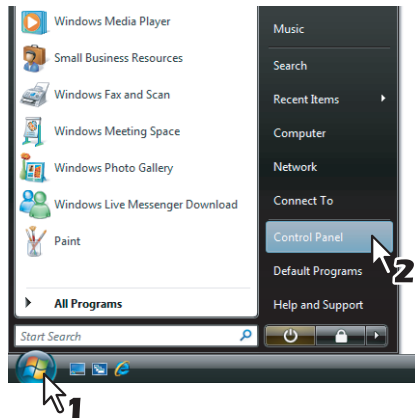 Windows Media Player
Small Business Resources
Windows Fax and Scan
Windows Meeting Space
Windows Photo Gallery
Windows Live Messenger Download
Paint
All Programs
Start Search
Music
Search
Recent Items
Computer
Network
Connect To
Control Panel
2
Default Programs
Help and Support
1